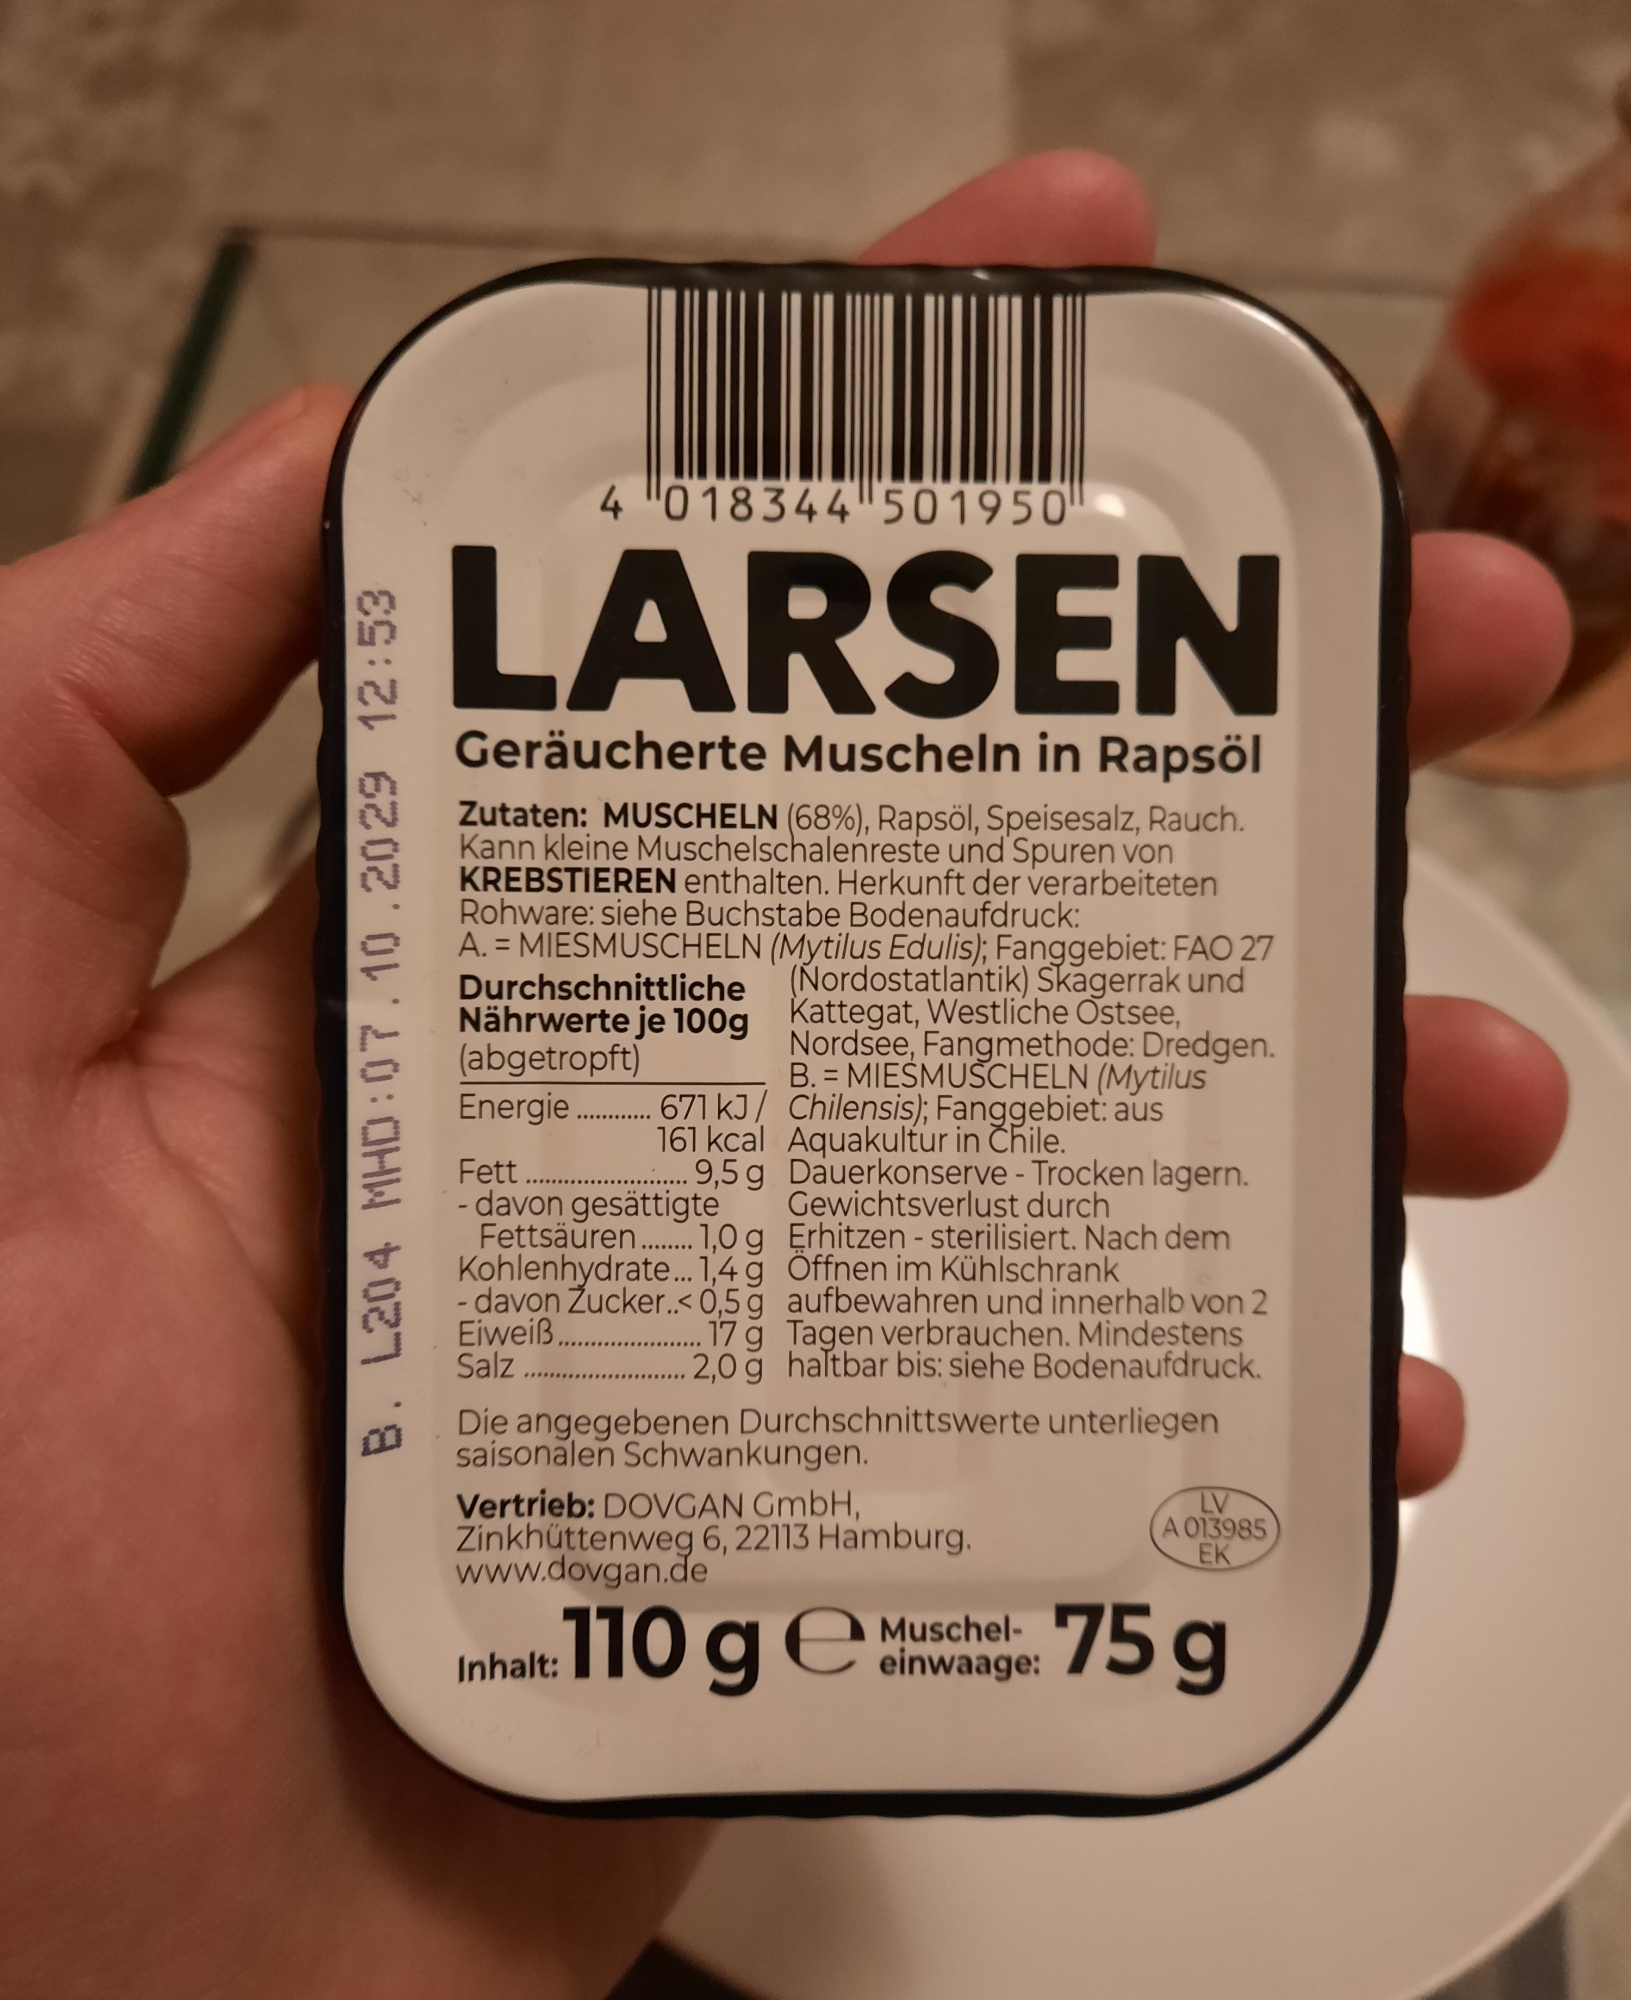 4 018344 501950
LARSEN
Geräucherte Muscheln in Rapsöl
Zutaten: MUSCHELN (68%), Rapsöl, Speisesalz, Rauch.
Kann kleine Muschelschalenreste und Spuren von
KREBSTIEREN enthalten. Herkunft der verarbeiteten
Rohware: siehe Buchstabe Bodenaufdruck:
A. = MIESMUSCHELN (Mytilus Edulis); Fanggebiet: FAO 27
(Nordostatlantik) Skagerrak und
Kattegat, Westliche Ostsee,
Nordsee, Fangmethode: Dredgen.
B. = MIESMUSCHELN (Mytilus
Chilensis); Fanggebiet: aus
Aquakultur in Chile.
Dauerkonserve - Trocken lagern.
Gewichtsverlust durch
Erhitzen - sterilisiert. Nach dem
Öffnen im Kühlschrank
aufbewahren und innerhalb von 2
Tagen verbrauchen. Mindestens
haltbar bis: siehe Bodenaufdruck.
Durchschnittliche
Nährwerte je 100g
(abgetropft)
Energie ............ 671 kJ /
161 kcal
Fett ............................ 9,5 g
- davon gesättigte
Fettsäuren ........ 1,0 g
Kohlenhydrate... 1,4 g
- davon Zucker..< 0,5 g
Eiweiß ........................ 17 g
Salz ........................... 2,0 g
Die angegebenen Durchschnittswerte unterliegen
saisonalen Schwankungen.
Vertrieb: DOVGAN GmbH,
Zinkhüttenweg 6, 22113 Hamburg.
www.dovgan.de
LV
A 013985
EK
Inhalt: 110 g e Muschel-
einwaage: 75 g
B. L204 MHD:07.10.2029 12:53